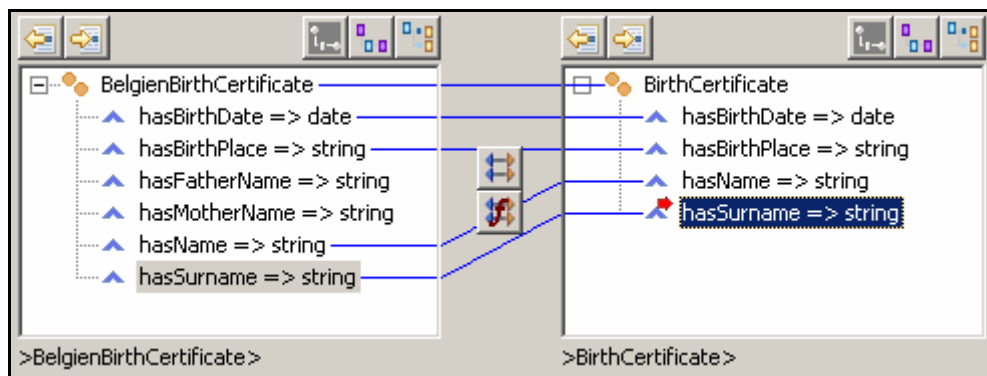 BelgienBirthCertificate
hasBirthDate => date
hasBirthPlace => string
hasFatherName => string
hasMotherName => string
hasName => string
hasSurname => string
>BelgienBirthCertificate>
f
BirthCertificate
hasBirthDate => date
hasBirthPlace => string
hasName => string
hasSurname => string
>BirthCertificate>